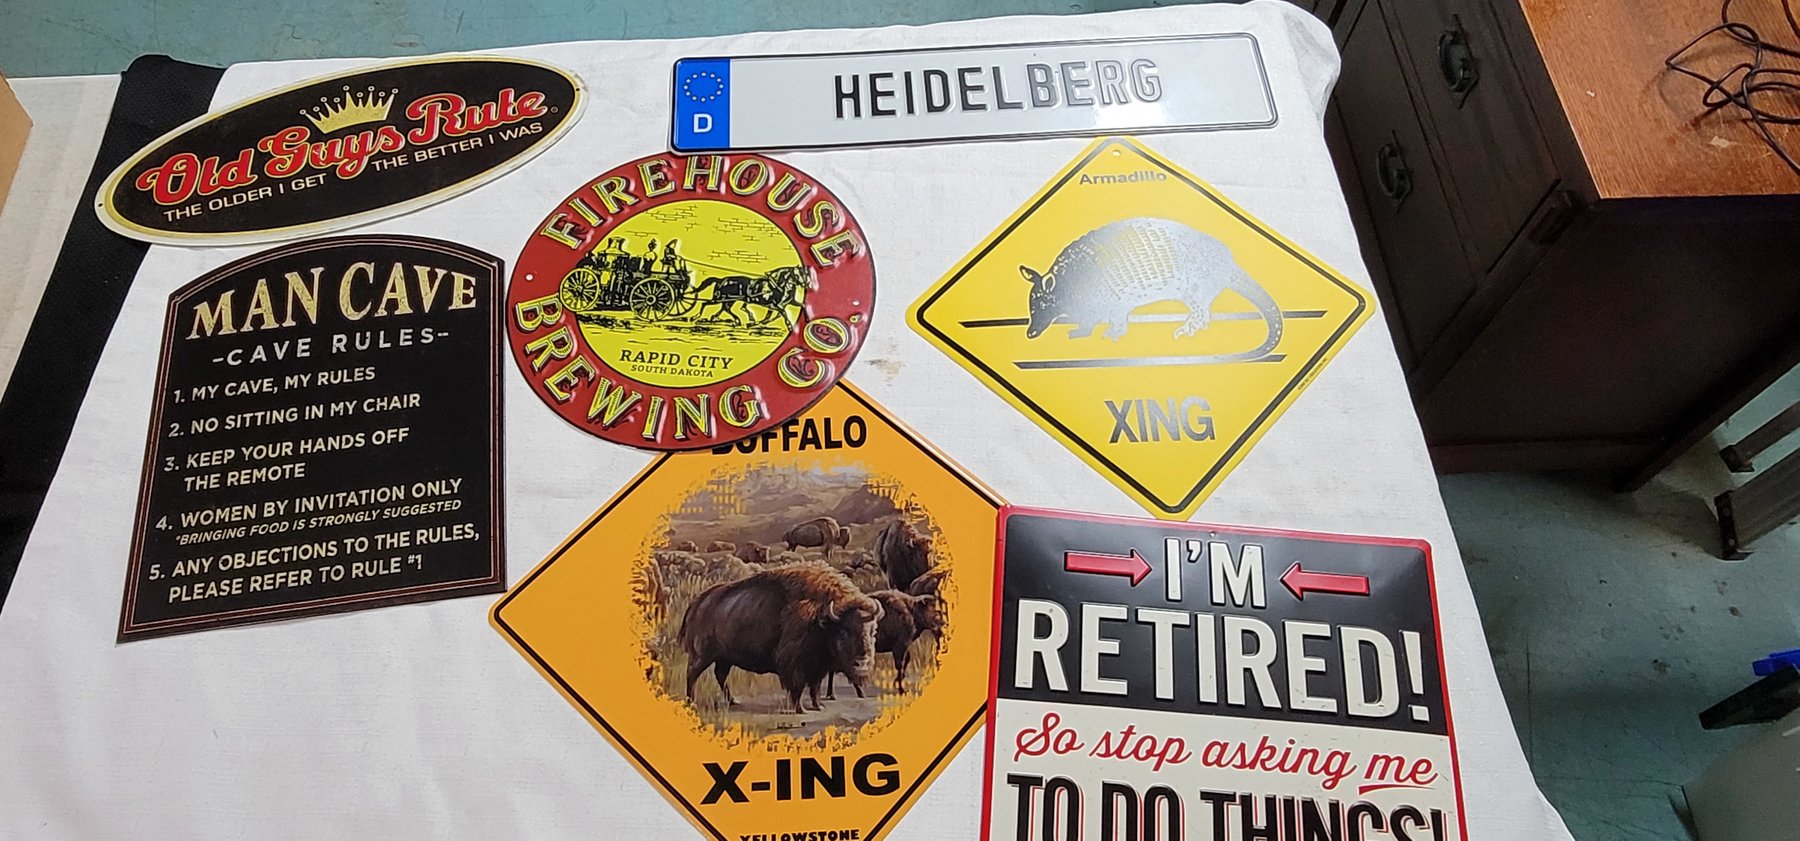 Old Guys Rule
THE OLDER I GET THE BETTER I WAS
D
HEIDELBERG
MAN CAVE
-CAVE RULES-
1. MY CAVE, MY RULES
2. NO SITTING IN MY CHAIR
3. KEEP YOUR HANDS OFF
THE REMOTE
4. WOMEN BY INVITATION ONLY
*BRINGING FOOD IS STRONGLY SUGGESTED
5. ANY OBJECTIONS TO THE RULES,
PLEASE REFER TO RULE #1
FIREHOUSE
BREWING CO.
RAPID CITY
SOUTH DAKOTA
Armadillo
XING
BUFFALO
X-ING
YELLOWSTONE
I'M
RETIRED!
So stop asking me
TO DO THINGS!